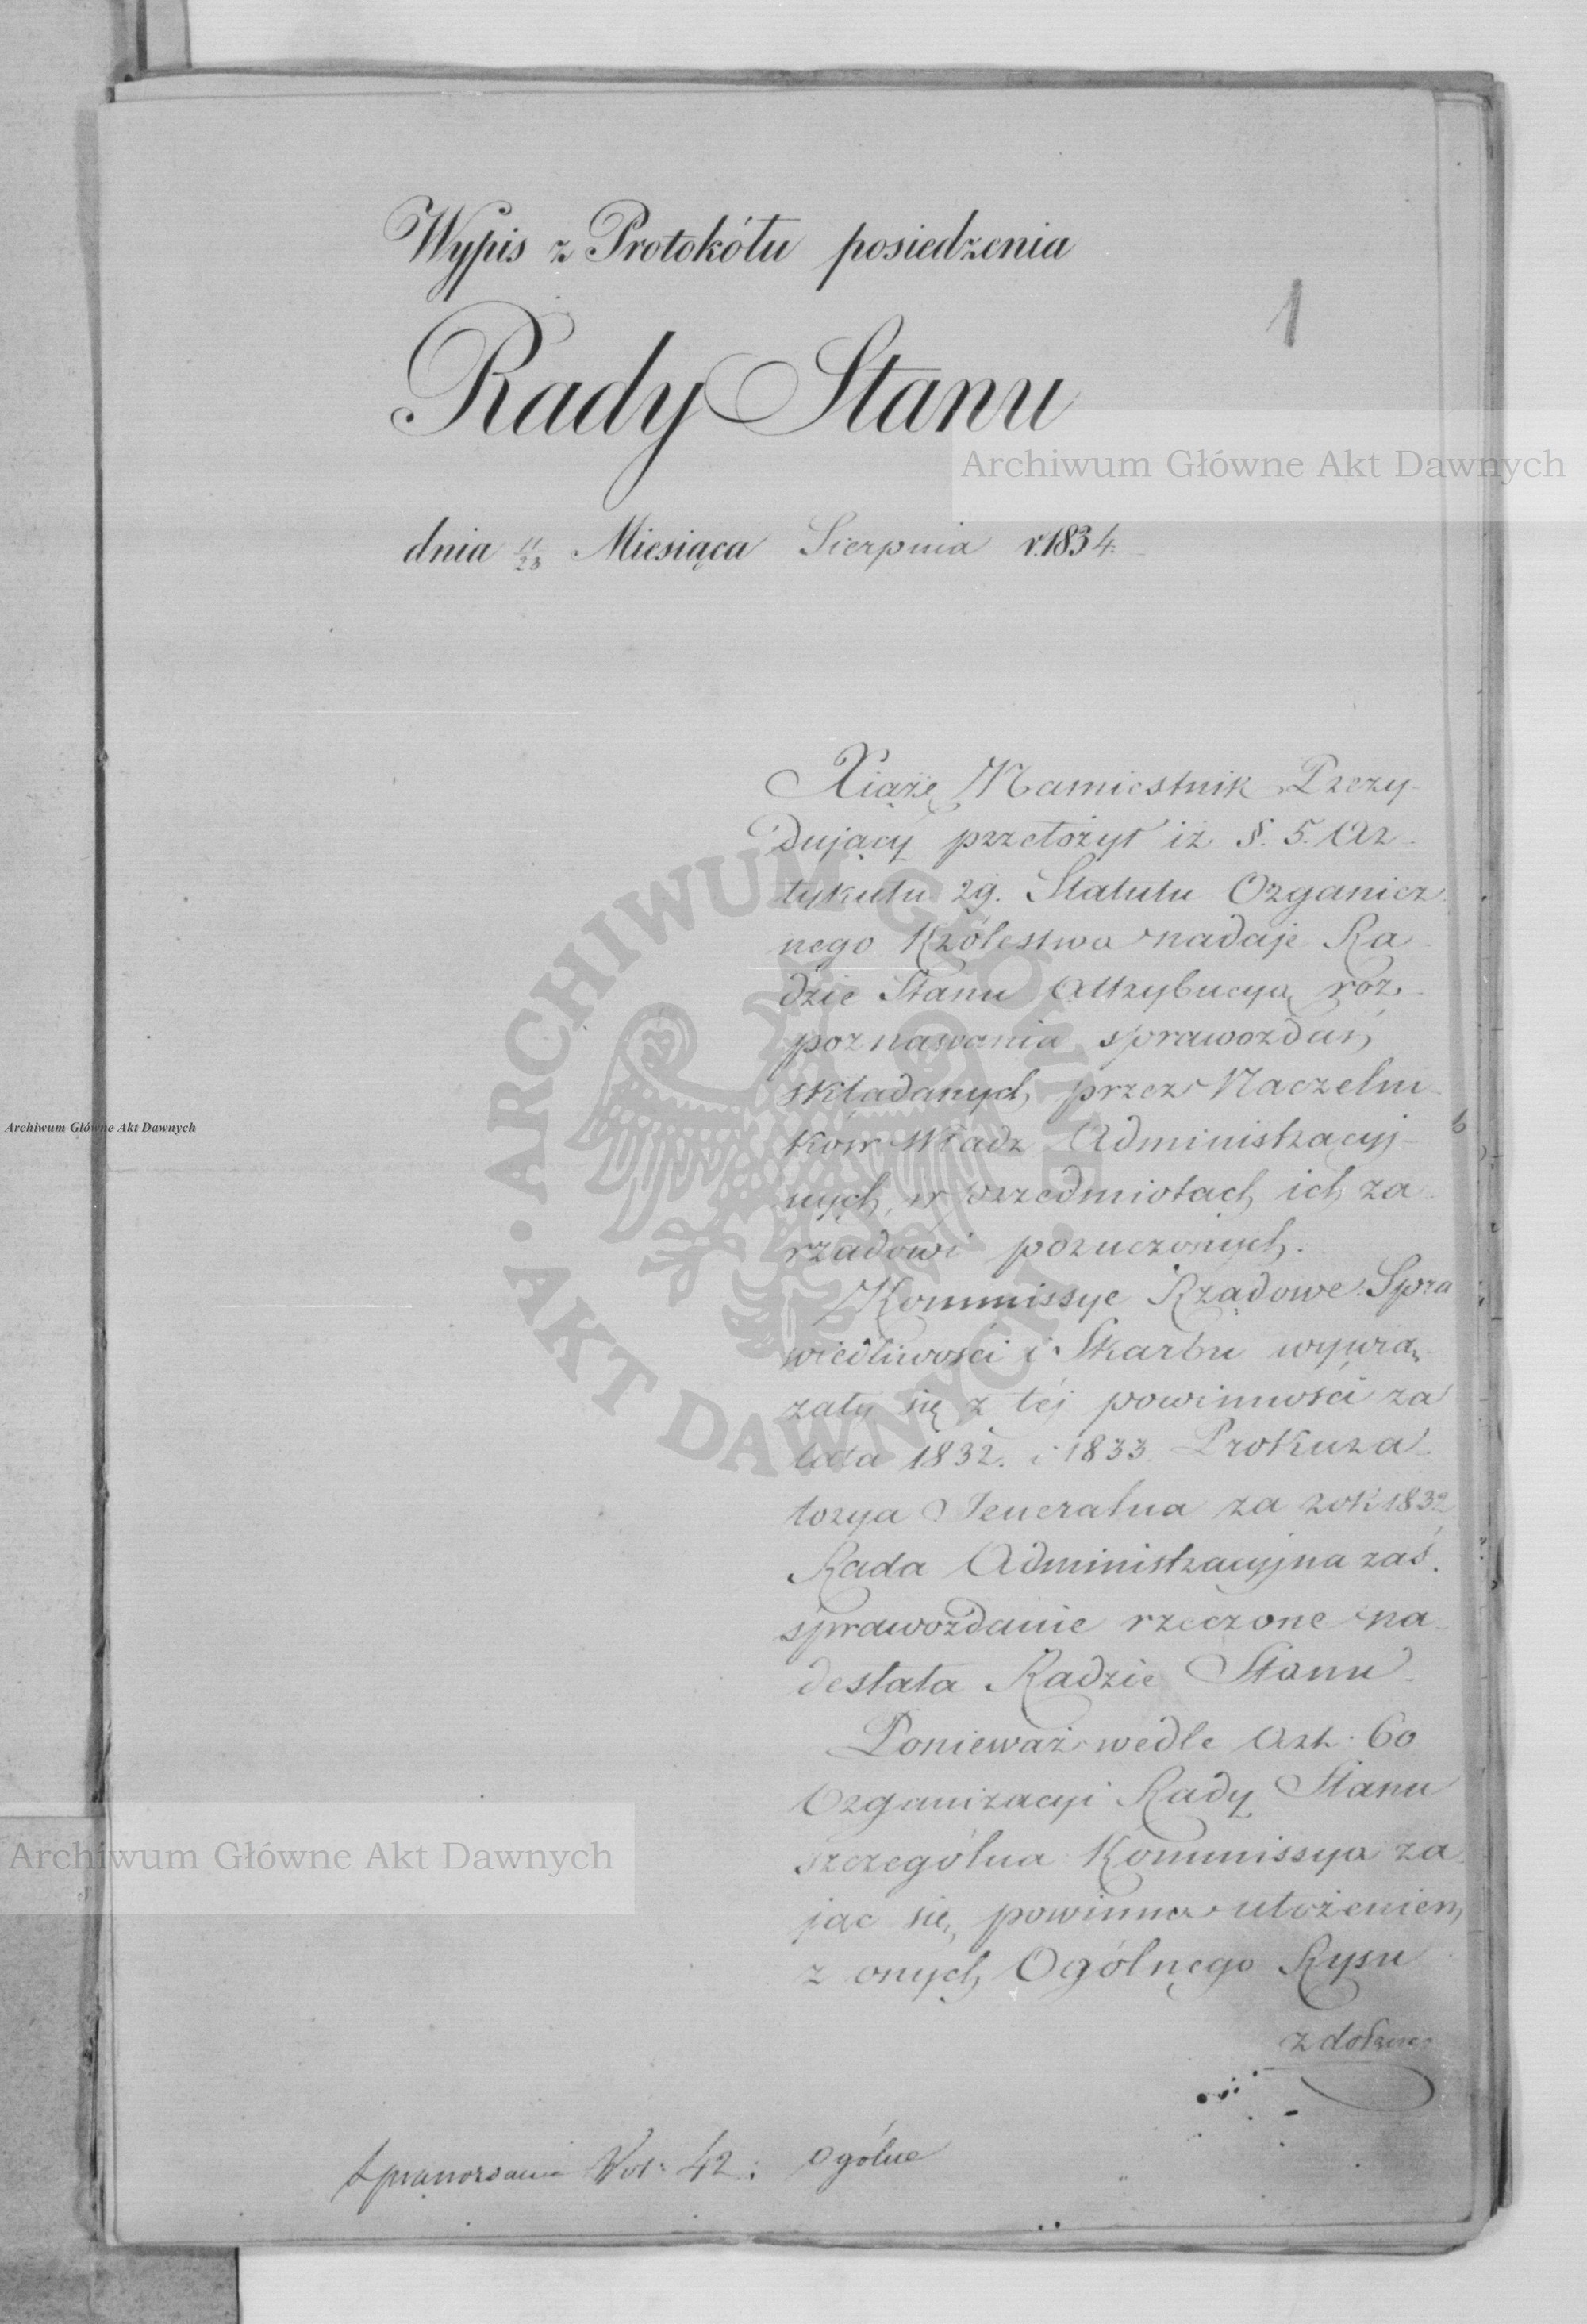 Wypis z Protokółu posiedzenia
1
Rady Stanu
Archiwum Główne Akt Dawnych
dnia 11/23 Miesiąca Sierpnia r. 1834.
Xiąże Namiestnik Prezy-
dujący przełożył iż §. 5. Ar-
tykułu 29. Statutu Organicz-
nego Królestwa nadaje Ra-
dzie Stanu Attrybucyą roz-
poznawania sprawozdań,
składanych przez Naczelni-
Archiwum Główne Akt Dawnych
ków Władz Administracyj-
nych, w przedmiotach ich za-
rządowi poruczonych.
Kommissye Rządowe Spra
wiedliwości i Skarbu wywią-
zały się z téj powinności za
lata 1832. i 1833. Prokura-
torya Jeneralna za rok 1832
Rada Administracyjna zaś
sprawozdanie rzeczone na-
desłała Radzie Stanu.
Ponieważ wedle Art. 60
Organizacyi Rady Stanu
szczególna Kommissya za
Archiwum Główne Akt Dawnych
jąc się powinna ułożeniem
z onych Ogólnego Rysu
Sprawozdania Vol: 42: ogólne
ARCHIWUM GŁÓWNE AKT DAWNYCH